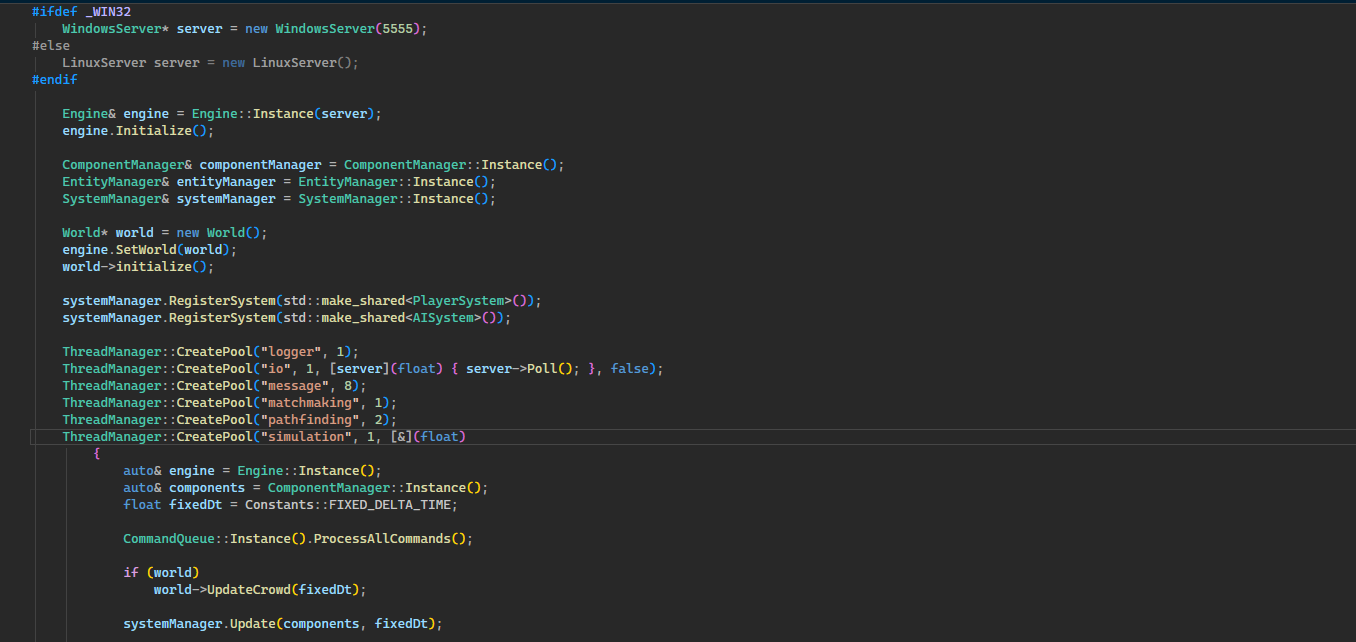 #ifdef _WIN32
    WindowsServer* server = new WindowsServer(5555);
#else
    LinuxServer server = new LinuxServer();
#endif

    Engine& engine = Engine::Instance(server);
    engine.Initialize();

    ComponentManager& componentManager = ComponentManager::Instance();
    EntityManager& entityManager = EntityManager::Instance();
    SystemManager& systemManager = SystemManager::Instance();

    World* world = new World();
    engine.SetWorld(world);
    world->initialize();

    systemManager.RegisterSystem(std::make_shared<PlayerSystem>());
    systemManager.RegisterSystem(std::make_shared<AISystem>());

    ThreadManager::CreatePool("logger", 1);
    ThreadManager::CreatePool("io", 1, [server](float) { server->Poll(); }, false);
    ThreadManager::CreatePool("message", 8);
    ThreadManager::CreatePool("matchmaking", 1);
    ThreadManager::CreatePool("pathfinding", 2);
    ThreadManager::CreatePool("simulation", 1, [&](float)
        {
            auto& engine = Engine::Instance();
            auto& components = ComponentManager::Instance();
            float fixedDt = Constants::FIXED_DELTA_TIME;

            CommandQueue::Instance().ProcessAllCommands();

            if (world)
                world->UpdateCrowd(fixedDt);

            systemManager.Update(components, fixedDt);